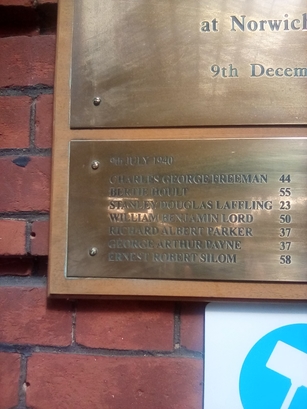 at Norwich
9th Decem
9th JULY 1940
CHARLES GEORGE FREEMAN 44
BERTIE HOULT 55
STANLEY DOUGLAS LAFFLING 23
WILLIAM BENJAMIN LORD 50
RICHARD ALBERT PARKER 37
GEORGE ARTHUR PAYNE 37
ERNEST ROBERT SILOM 58